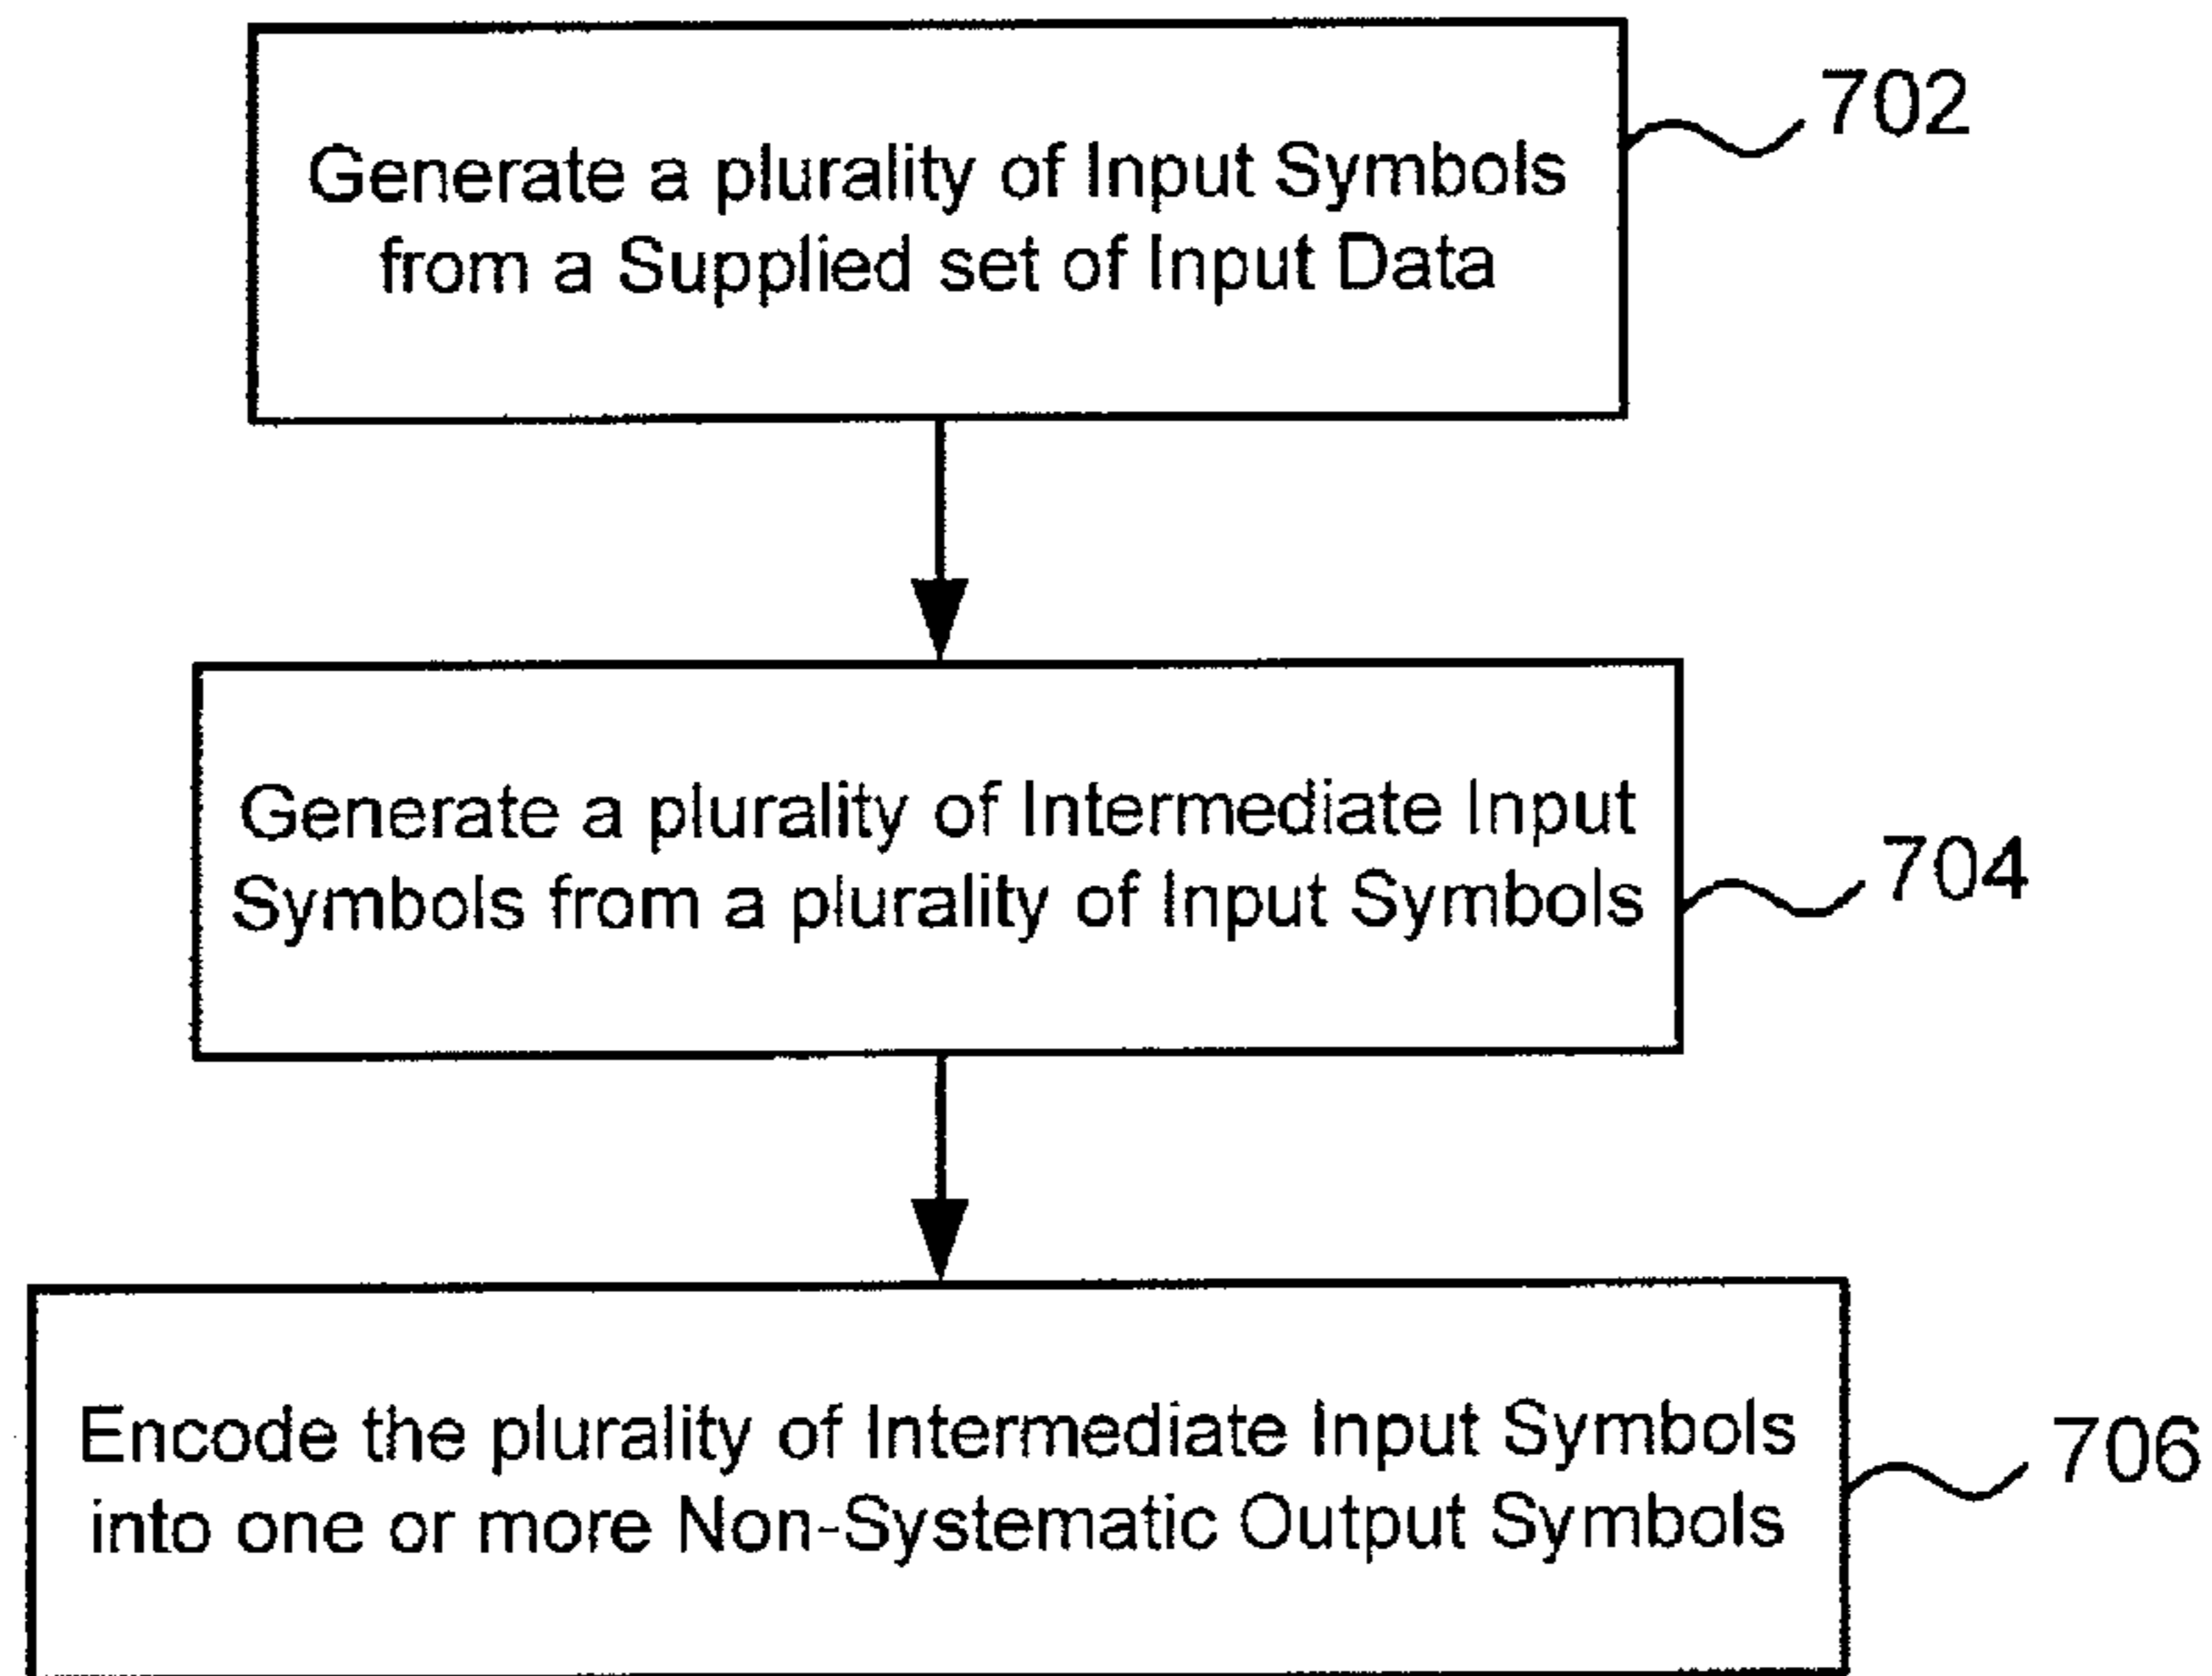 Generate a plurality of Input Symbols
from a Supplied set of Input Data
702
Generate a plurality of Intermediate Input
Symbols from a plurality of Input Symbols
704
Encode the plurality of Intermediate Input Symbols
into one or more Non-Systematic Output Symbols
706